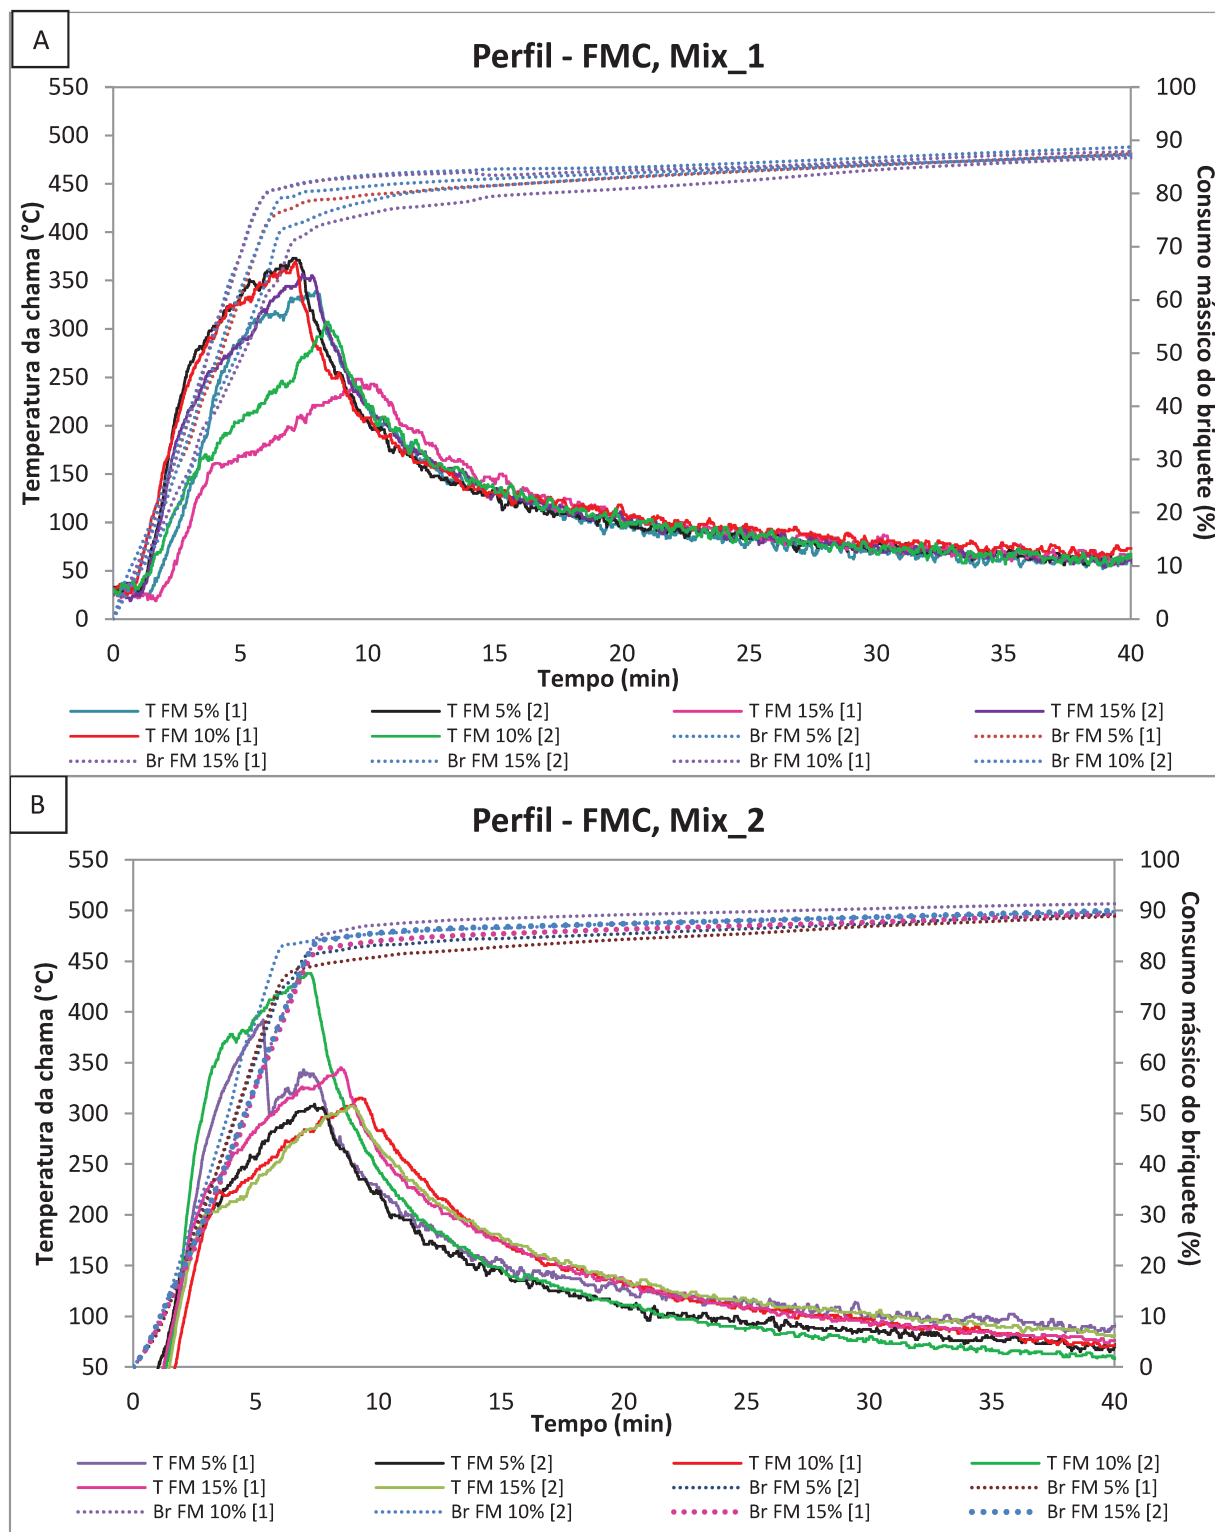 A
Perfil - FMC, Mix_1
Temperatura da chama (°C)
550
500
450
400
350
300
250
200
150
100
50
0
100
90
80
70
60
50
40
30
20
10
0
Consumo mássico do briquete (%)
0 5 10 15 20 25 30 35 40
Tempo (min)
T FM 5% [1] T FM 5% [2] T FM 15% [1] T FM 15% [2]
T FM 10% [1] T FM 10% [2] Br FM 5% [2] Br FM 5% [1]
Br FM 15% [1] Br FM 15% [2] Br FM 10% [1] Br FM 10% [2]
B
Perfil - FMC, Mix_2
Temperatura da chama (°C)
550
500
450
400
350
300
250
200
150
100
50
100
90
80
70
60
50
40
30
20
10
0
Consumo mássico do briquete (%)
0 5 10 15 20 25 30 35 40
Tempo (min)
T FM 5% [1] T FM 5% [2] T FM 10% [1] T FM 10% [2]
T FM 15% [1] T FM 15% [2] Br FM 5% [2] Br FM 5% [1]
Br FM 10% [1] Br FM 10% [2] Br FM 15% [1] Br FM 15% [2]